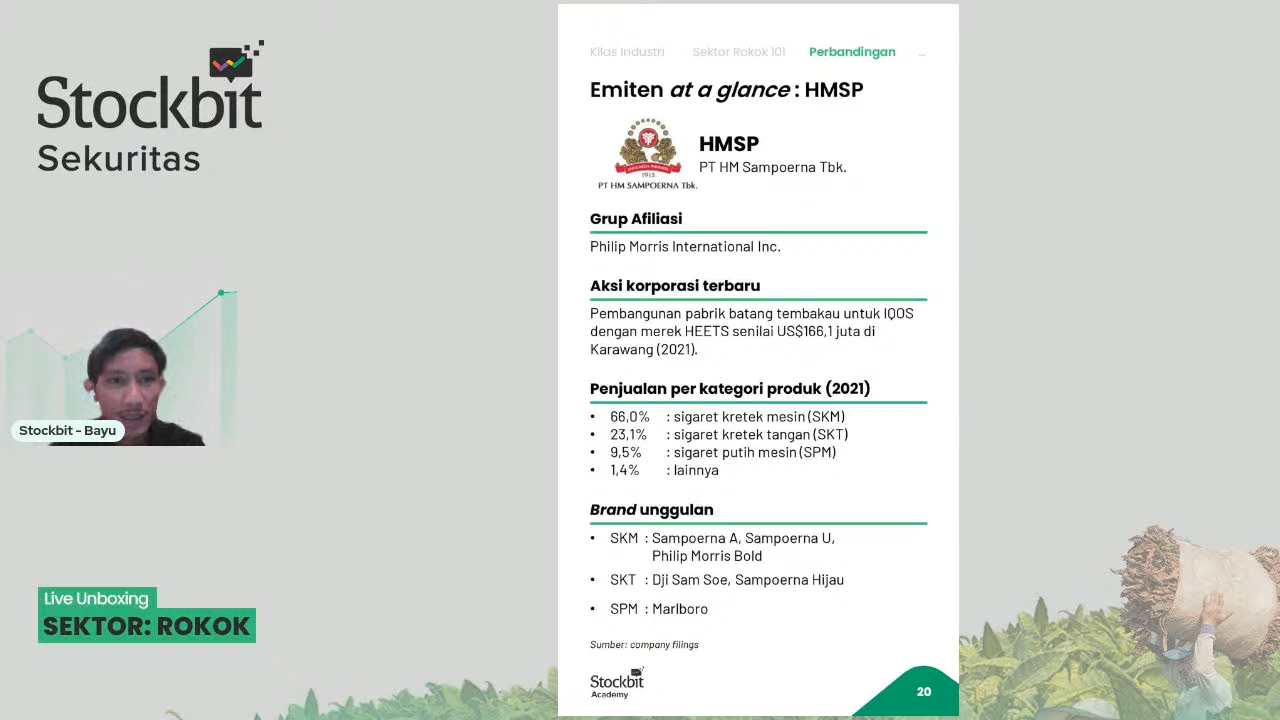 Stockbit
Sekuritas
Stockbit - Bayu
Live Unboxing
SEKTOR: ROKOK
Kilas Industri Sektor Rokok 101 Perbandingan ...
Emiten at a glance : HMSP
1913
PT HM SAMPOERNA Tbk.
HMSP
PT HM Sampoerna Tbk.
Grup Afiliasi
Philip Morris International Inc.
Aksi korporasi terbaru
Pembangunan pabrik batang tembakau untuk IQOS
dengan merek HEETS senilai US$166,1 juta di
Karawang (2021).
Penjualan per kategori produk (2021)
• 66,0% : sigaret kretek mesin (SKM)
• 23,1% : sigaret kretek tangan (SKT)
• 9,5% : sigaret putih mesin (SPM)
• 1,4% : lainnya
Brand unggulan
• SKM : Sampoerna A, Sampoerna U,
Philip Morris Bold
• SKT : Dji Sam Soe, Sampoerna Hijau
• SPM : Marlboro
Sumber: company filings
Stockbit
Academy
20